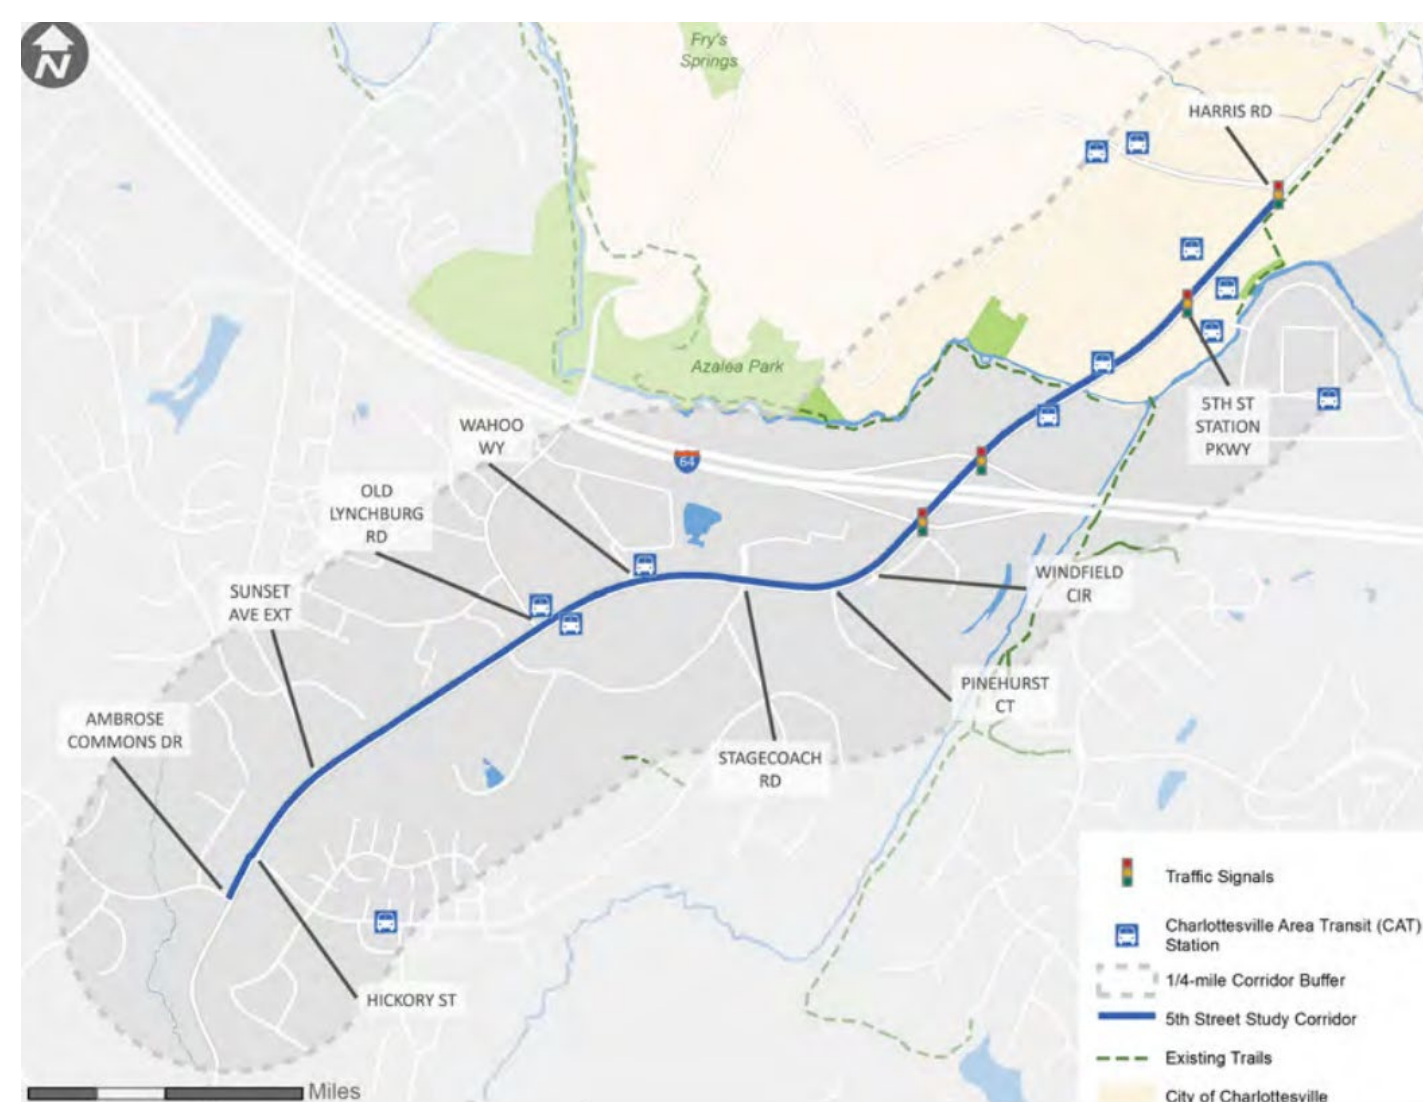 N
Fry's
Springs
HARRIS RD
Azalea Park
5TH ST
STATION
PKWY
WAHOO
WY
64
OLD
LYNCHBURG
RD
WINDFIELD
CIR
SUNSET
AVE EXT
PINEHURST
CT
AMBROSE
COMMONS DR
STAGECOACH
RD
HICKORY ST
Traffic Signals
Charlottesville Area Transit (CAT)
Station
1/4-mile Corridor Buffer
5th Street Study Corridor
Existing Trails
City of Charlottesville
Miles